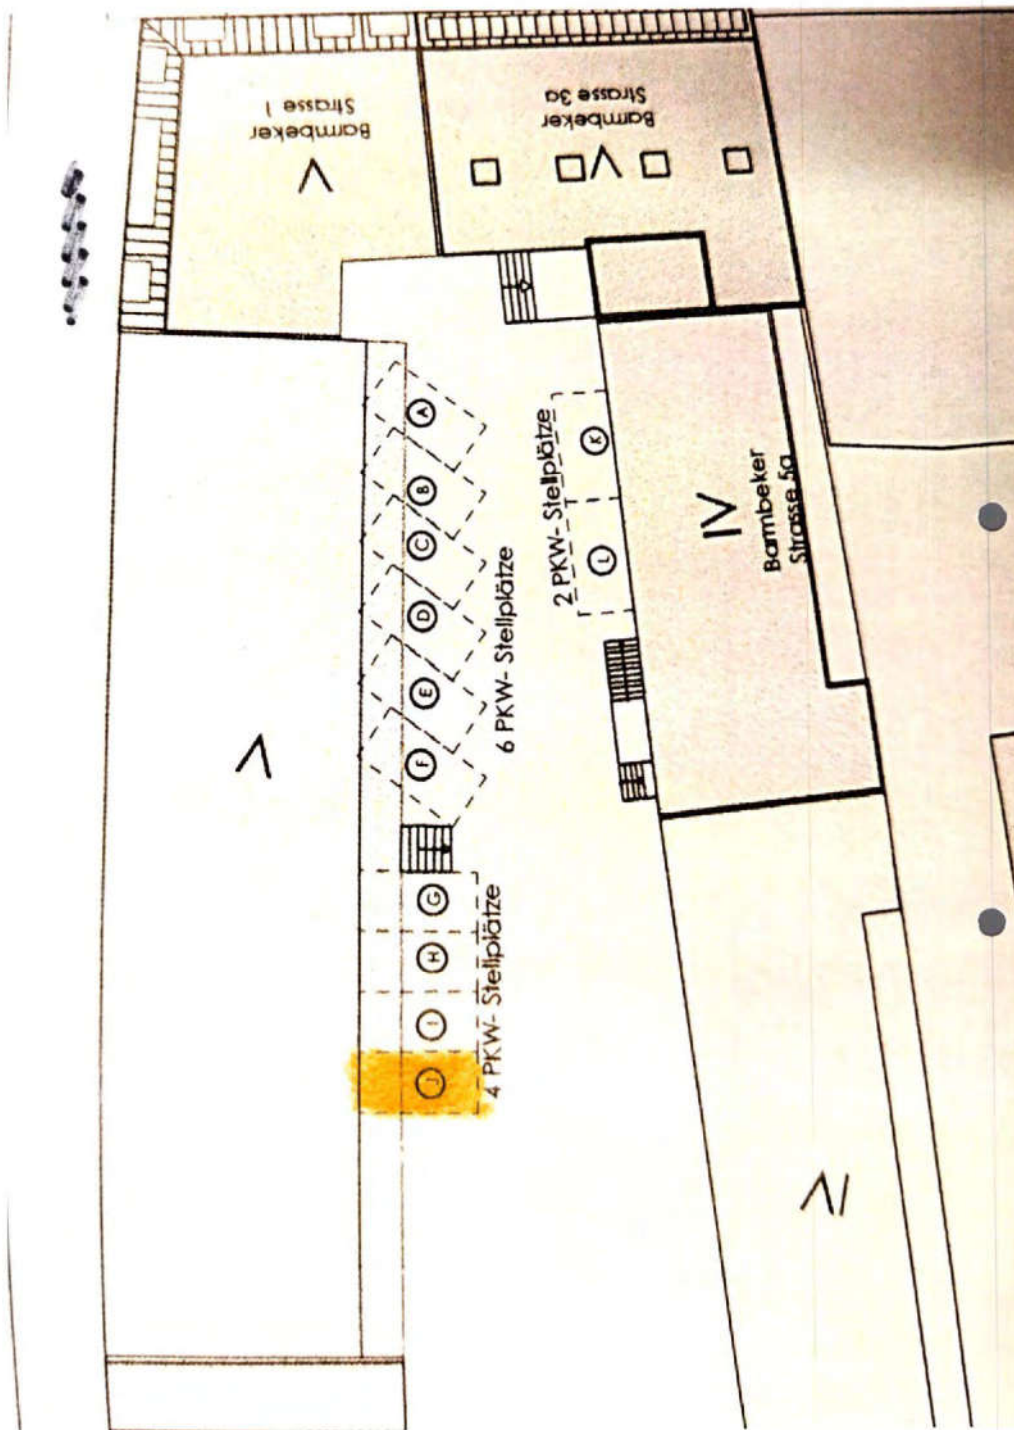 Barmbeker
Strasse 1
V
Barmbeker
Strasse 3a
V
A
B
C
D
E
F
6 PKW- Stellplätze
K
L
2 PKW- Stellplätze
IV
Barmbeker
Strasse 5a
V
G
H
I
J
4 PKW- Stellplätze
IV